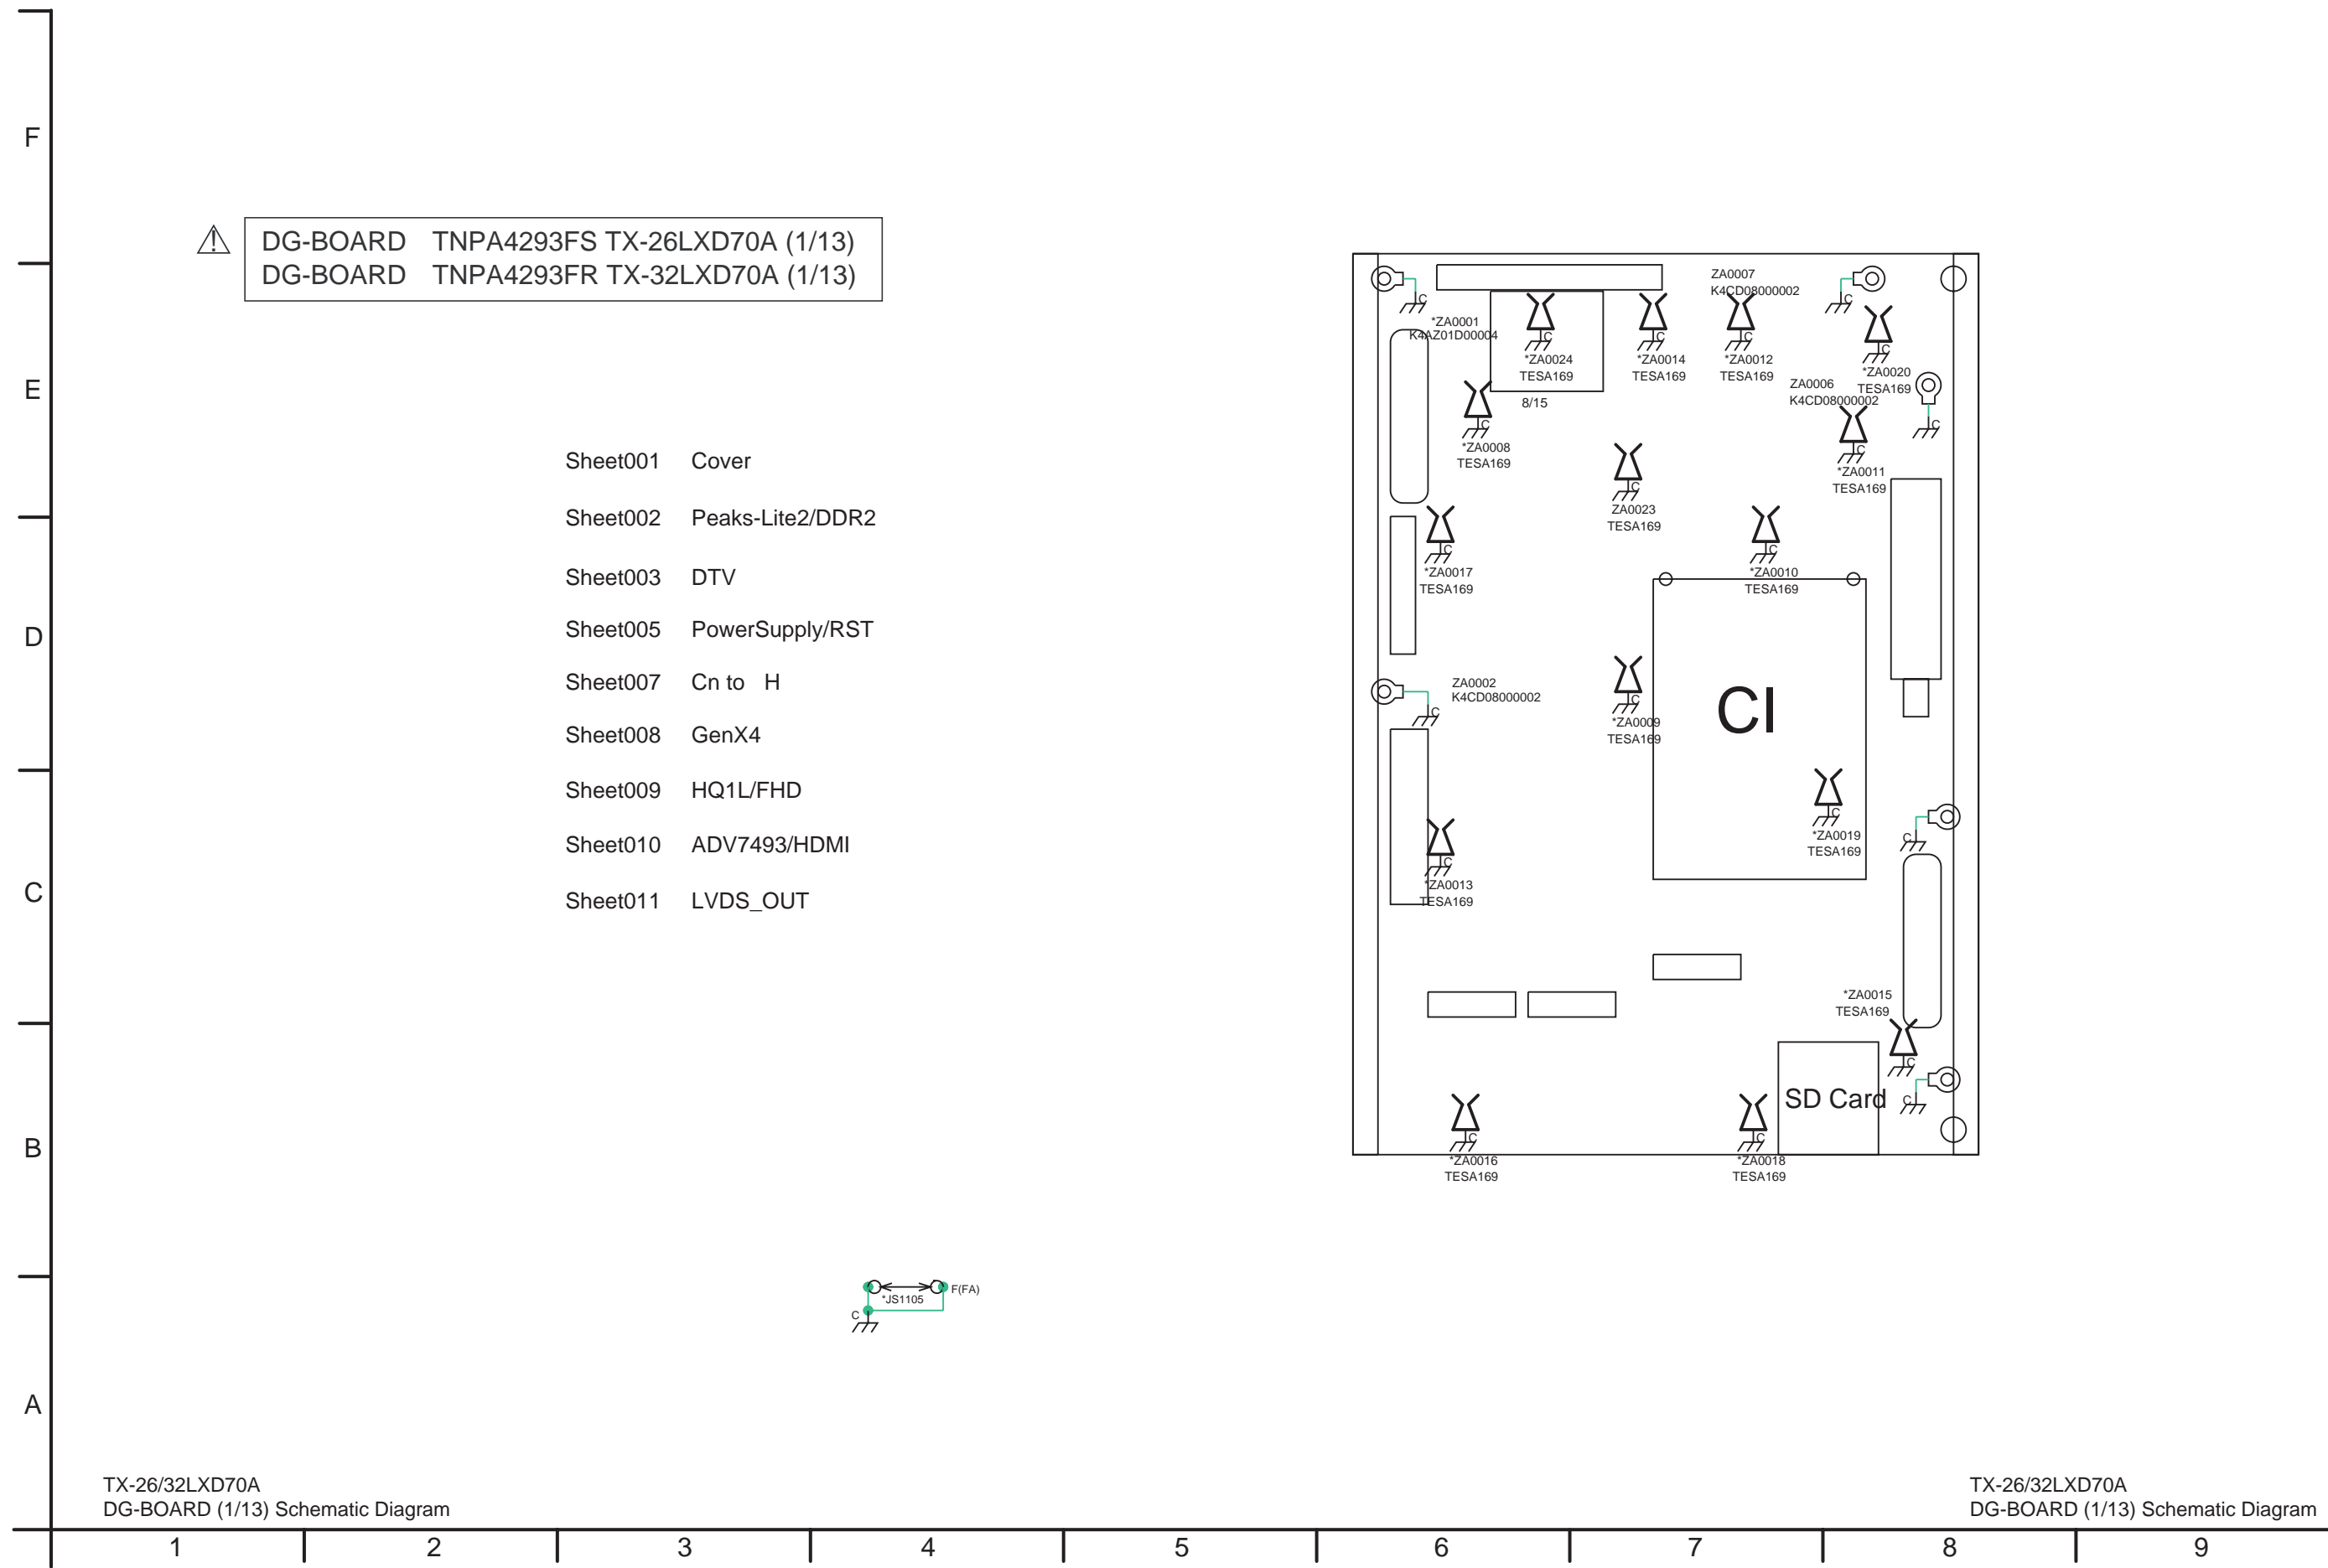 F
E
D
C
B
A
DG-BOARD TNPA4293FS TX-26LXD70A (1/13)
DG-BOARD TNPA4293FR TX-32LXD70A (1/13)
Sheet001 Cover
Sheet002 Peaks-Lite2/DDR2
Sheet003 DTV
Sheet005 PowerSupply/RST
Sheet007 Cn to H
Sheet008 GenX4
Sheet009 HQ1L/FHD
Sheet010 ADV7493/HDMI
Sheet011 LVDS_OUT
*JS1105
F(FA)
C
C
*ZA0001
K4AZ01D00004
C
*ZA0024
TESA169
8/15
C
*ZA0014
TESA169
ZA0007
K4CD08000002
C
*ZA0012
TESA169
C
C
*ZA0020
TESA169
ZA0006
K4CD08000002
C
C
*ZA0011
TESA169
C
*ZA0008
TESA169
C
ZA0023
TESA169
C
*ZA0017
TESA169
C
*ZA0010
TESA169
ZA0002
K4CD08000002
C
C
*ZA0009
TESA169
CI
C
*ZA0019
TESA169
C
C
*ZA0013
TESA169
*ZA0015
TESA169
C
SD Card
C
C
*ZA0016
TESA169
C
*ZA0018
TESA169
TX-26/32LXD70A
DG-BOARD (1/13) Schematic Diagram
TX-26/32LXD70A
DG-BOARD (1/13) Schematic Diagram
1 2 3 4 5 6 7 8 9